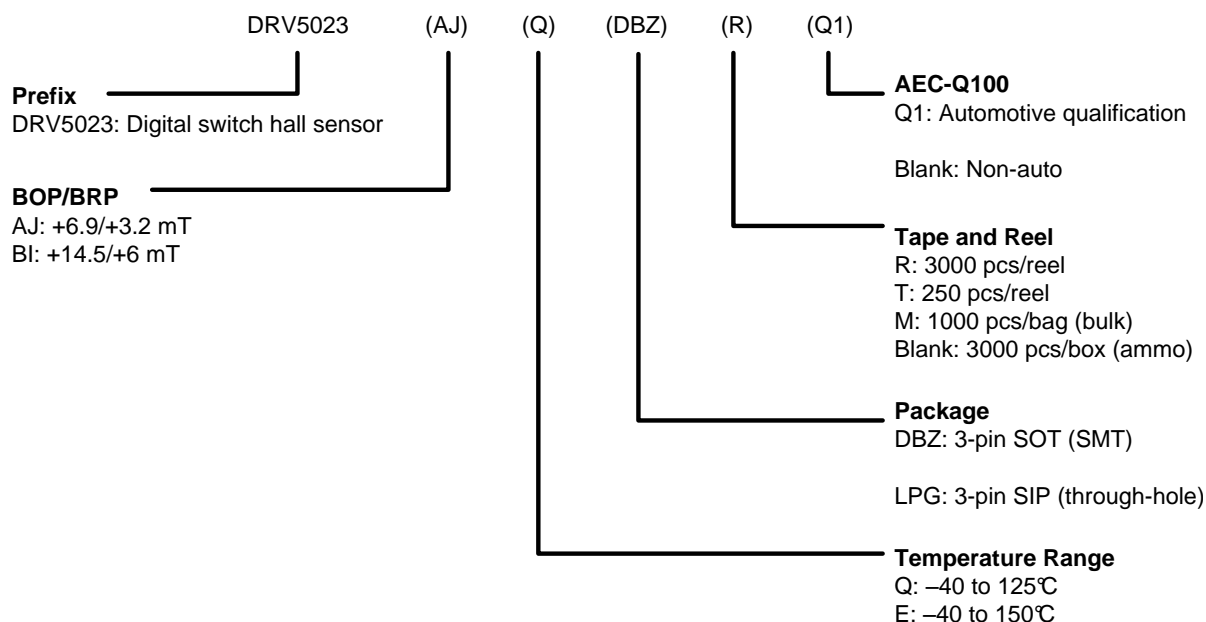 DRV5023 (AJ) (Q) (DBZ) (R) (Q1)
Prefix
DRV5023: Digital switch hall sensor
BOP/BRP
AJ: +6.9/+3.2 mT
BI: +14.5/+6 mT
AEC-Q100
Q1: Automotive qualification
Blank: Non-auto
Tape and Reel
R: 3000 pcs/reel
T: 250 pcs/reel
M: 1000 pcs/bag (bulk)
Blank: 3000 pcs/box (ammo)
Package
DBZ: 3-pin SOT (SMT)
LPG: 3-pin SIP (through-hole)
Temperature Range
Q: –40 to 125℃
E: –40 to 150℃